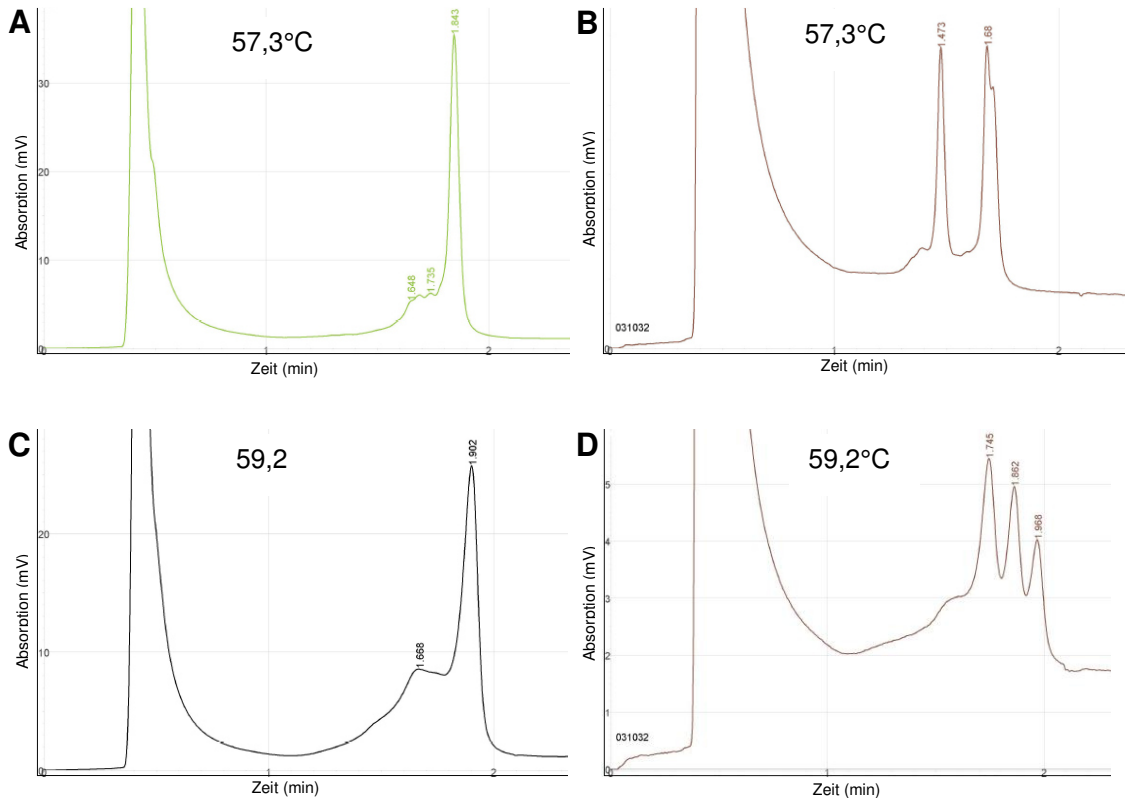 A
57,3°C
1.843
30
20
10
0
1.648
1.735
1
2
Absorption (mV)
Zeit (min)
B
57,3°C
1.473
1.68
031032
0
1
2
Absorption (mV)
Zeit (min)
C
59,2
1.902
20
10
0
1.668
1
2
Absorption (mV)
Zeit (min)
D
59,2°C
1.745
1.862
1.968
5
4
3
2
1
0
031032
1
2
Absorption (mV)
Zeit (min)